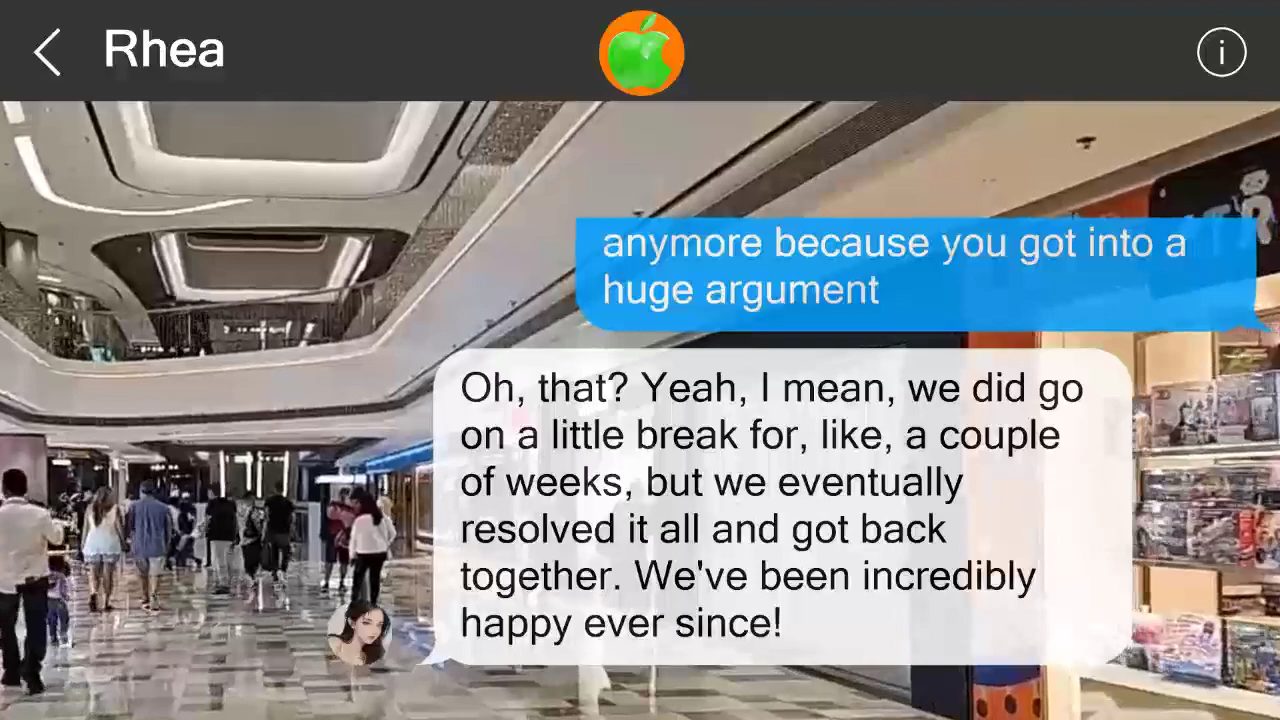 Rhea
anymore because you got into a
huge argument
Oh, that? Yeah, I mean, we did go
on a little break for, like, a couple
of weeks, but we eventually
resolved it all and got back
together. We've been incredibly
happy ever since!